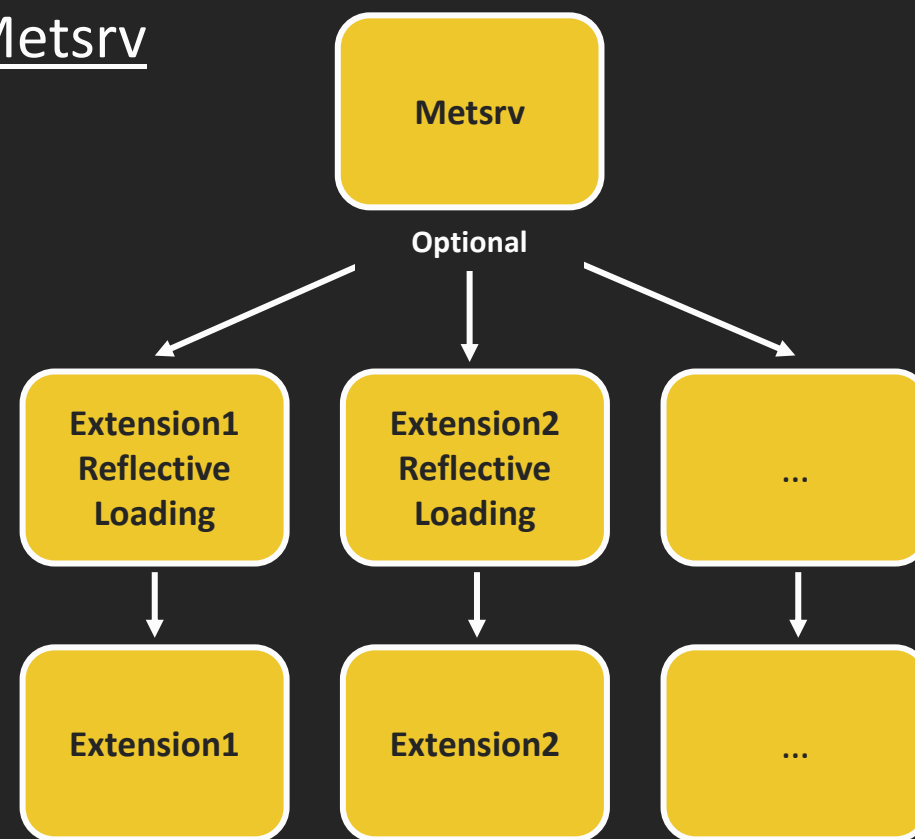 Metsrv
Metsrv
Optional
Extension1
Reflective
Loading
Extension2
Reflective
Loading
...
Extension1
Extension2
...